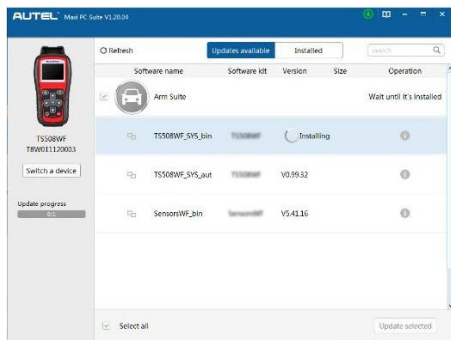 AUTEL Maxi PC Suite V1.20.04
Refresh
Updates available
Installed
search
Software name Software kit Version Size Operation
Arm Suite Wait until it's installed
TS508WF_SYS_bin Installing
TS508WF_SYS_aut V0.99.32
SensorsWF_bin V5.41.16
TS508WF
T8W011120003
Switch a device
Update progress
0/1
Select all
Update selected